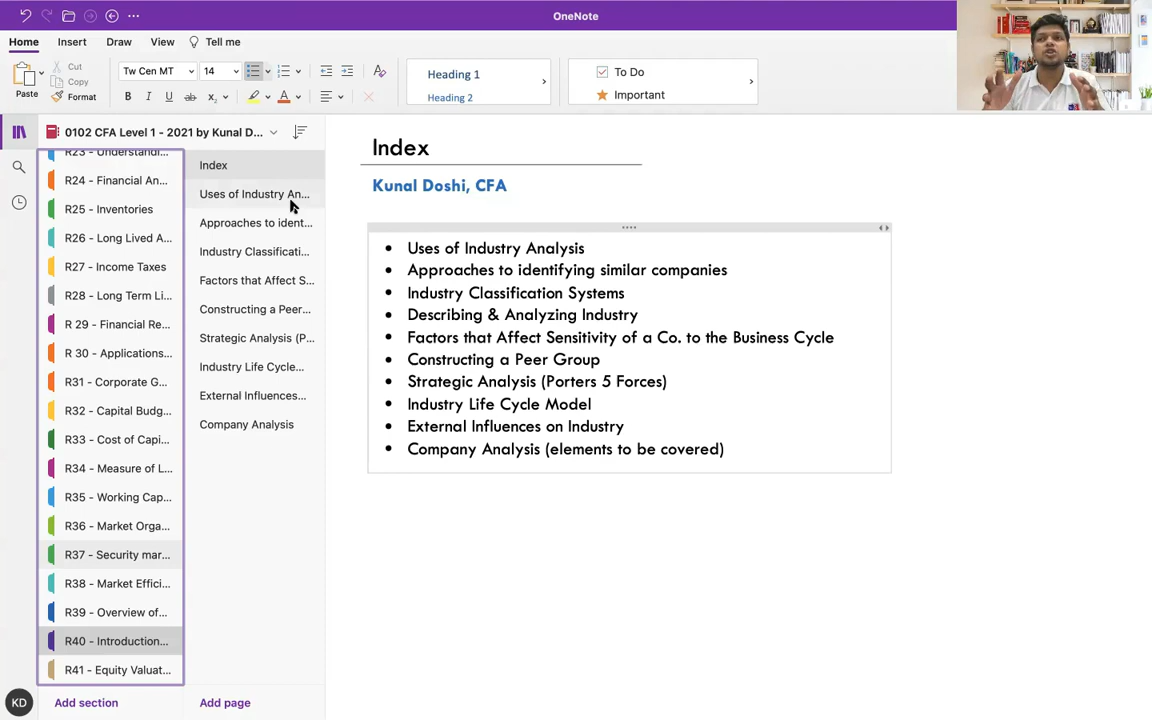 OneNote
Home Insert Draw View Tell me
Paste
Cut
Copy
Format
Tw Cen MT 14
Heading 1
Heading 2
To Do
Important
0102 CFA Level 1 - 2021 by Kunal D...
R23 - Understandi...
R24 - Financial An...
R25 - Inventories
R26 - Long Lived A...
R27 - Income Taxes
R28 - Long Term Li...
R 29 - Financial Re...
R 30 - Applications...
R31 - Corporate G...
R32 - Capital Budg...
R33 - Cost of Capi...
R34 - Measure of L...
R35 - Working Cap...
R36 - Market Orga...
R37 - Security mar...
R38 - Market Effici...
R39 - Overview of...
R40 - Introduction...
R41 - Equity Valuat...
KD
Add section
Index
Uses of Industry An...
Approaches to ident...
Industry Classificati...
Factors that Affect S...
Constructing a Peer...
Strategic Analysis (P...
Industry Life Cycle...
External Influences...
Company Analysis
Add page
Index
Kunal Doshi, CFA
• Uses of Industry Analysis
• Approaches to identifying similar companies
• Industry Classification Systems
• Describing & Analyzing Industry
• Factors that Affect Sensitivity of a Co. to the Business Cycle
• Constructing a Peer Group
• Strategic Analysis (Porters 5 Forces)
• Industry Life Cycle Model
• External Influences on Industry
• Company Analysis (elements to be covered)